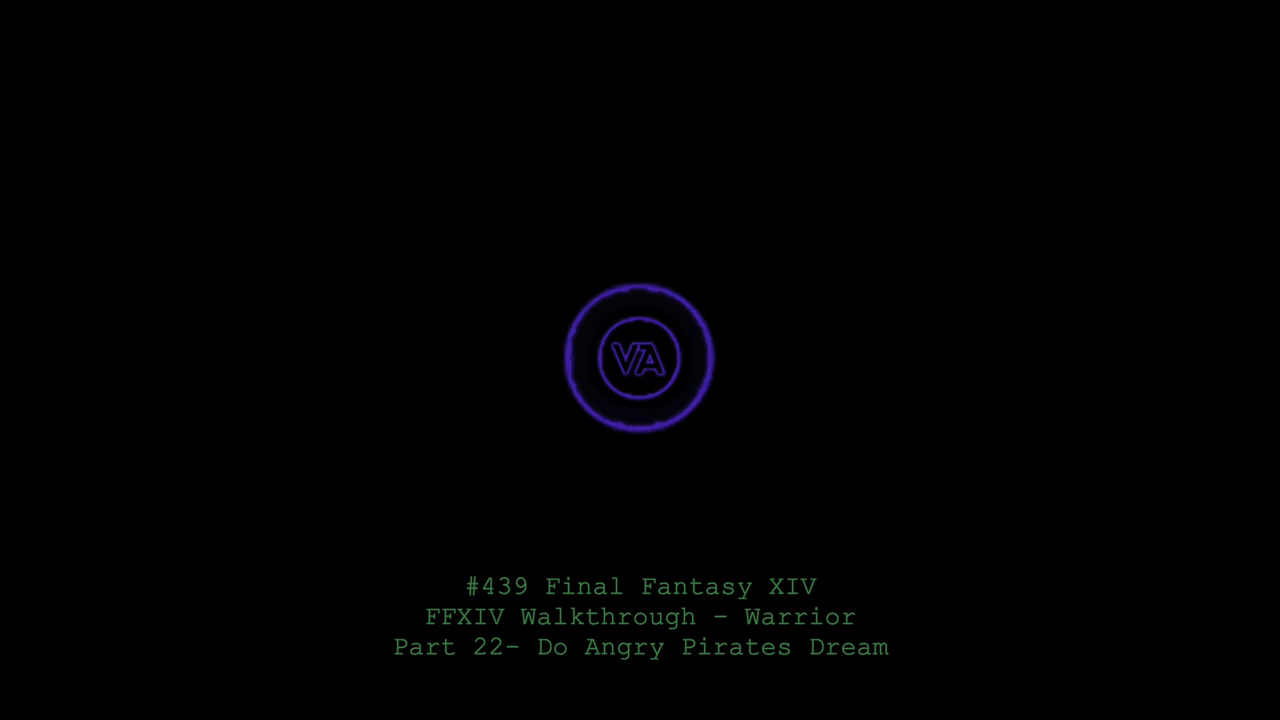 VA
#439 Final Fantasy XIV
FFXIV Walkthrough - Warrior
Part 22- Do Angry Pirates Dream